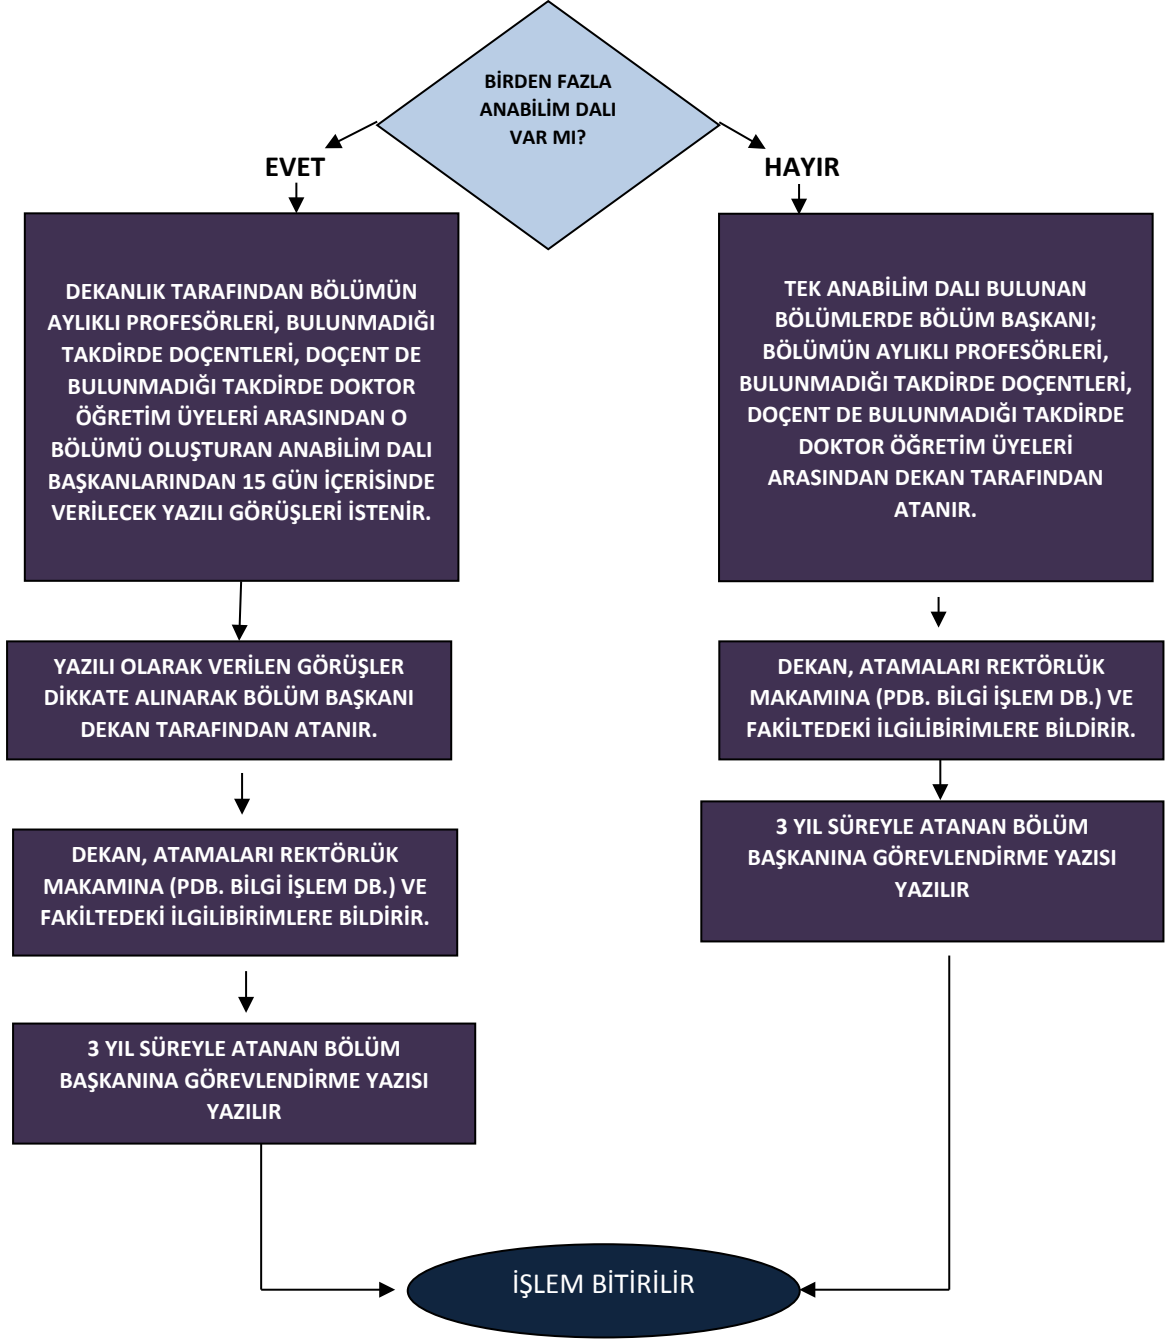 BİRDEN FAZLA
ANABİLİM DALI
VAR MI?
EVET
HAYIR
DEKANLIK TARAFINDAN BÖLÜMÜN
AYLIKLI PROFESÖRLERİ, BULUNMADIĞI
TAKDİRDE DOÇENTLERİ, DOÇENT DE
BULUNMADIĞI TAKDİRDE DOKTOR
ÖĞRETİM ÜYELERİ ARASINDAN O
BÖLÜMÜ OLUŞTURAN ANABİLİM DALI
BAŞKANLARINDAN 15 GÜN İÇERİSİNDE
VERİLECEK YAZILI GÖRÜŞLERİ İSTENİR.
YAZILI OLARAK VERİLEN GÖRÜŞLER
DİKKATE ALINARAK BÖLÜM BAŞKANI
DEKAN TARAFINDAN ATANIR.
DEKAN, ATAMALARI REKTÖRLÜK
MAKAMINA (PDB. BİLGİ İŞLEM DB.) VE
FAKİLTEDEKİ İLGİLİBİRİMLERE BİLDİRİR.
3 YIL SÜREYLE ATANAN BÖLÜM
BAŞKANINA GÖREVLENDİRME YAZISI
YAZILIR
TEK ANABİLİM DALI BULUNAN
BÖLÜMLERDE BÖLÜM BAŞKANI;
BÖLÜMÜN AYLIKLI PROFESÖRLERİ,
BULUNMADIĞI TAKDİRDE DOÇENTLERİ,
DOÇENT DE BULUNMADIĞI TAKDİRDE
DOKTOR ÖĞRETİM ÜYELERİ
ARASINDAN DEKAN TARAFINDAN
ATANIR.
DEKAN, ATAMALARI REKTÖRLÜK
MAKAMINA (PDB. BİLGİ İŞLEM DB.) VE
FAKİLTEDEKİ İLGİLİBİRİMLERE BİLDİRİR.
3 YIL SÜREYLE ATANAN BÖLÜM
BAŞKANINA GÖREVLENDİRME YAZISI
YAZILIR
İŞLEM BİTİRİLİR